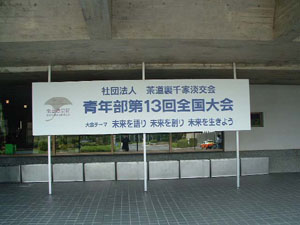 社団法人　茶道裏千家淡交会
青年部第13回全国大会
大会テーマ 未来を語り 未来を創り 未来を生きよう